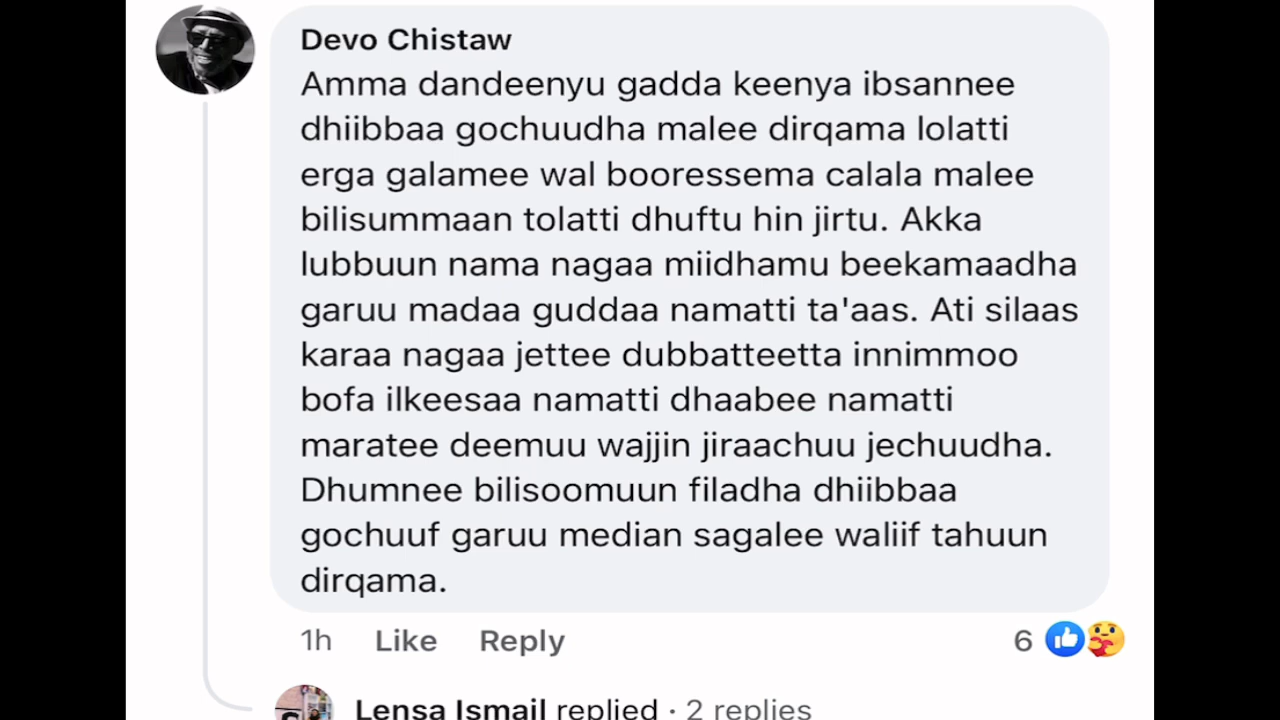 Devo Chistaw
Amma dandeenyu gadda keenya ibsannee
dhiibbaa gochuudha malee dirqama lolatti
erga galamee wal booressema calala malee
bilisummaan tolatti dhuftu hin jirtu. Akka
lubbuun nama nagaa miidhamu beekamaadha
garuu madaa guddaa namatti ta'aas. Ati silaas
karaa nagaa jettee dubbatteetta innimmoo
bofa ilkeesaa namatti dhaabee namatti
maratee deemuu wajjin jiraachuu jechuudha.
Dhumnee bilisoomuun filadha dhiibbaa
gochuuf garuu median sagalee waliif tahuun
dirqama.
1h Like Reply 6
Lensa Ismail replied · 2 replies